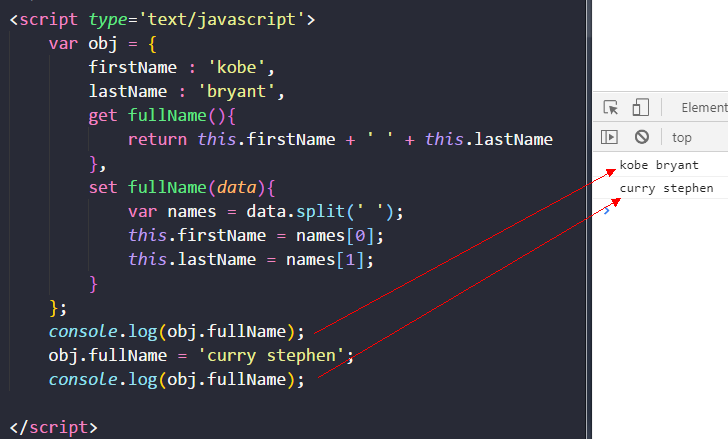 <script type='text/javascript'>
var obj = {
firstName : 'kobe',
lastName : 'bryant',
get fullName(){
return this.firstName + ' ' + this.lastName
},
set fullName(data){
var names = data.split(' ');
this.firstName = names[0];
this.lastName = names[1];
}
};
console.log(obj.fullName);
obj.fullName = 'curry stephen';
console.log(obj.fullName);
</script>
Element
top
kobe bryant
curry stephen
>